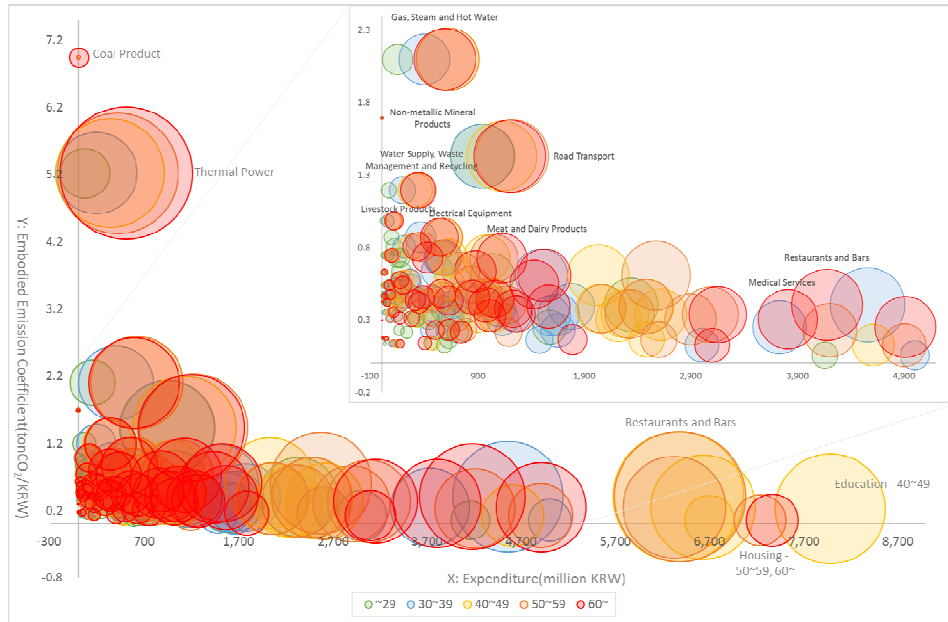 7.2
6.2
5.2
4.2
3.2
2.2
1.2
0.2
-0.8
Coal Product
Thermal Power
Y: Embodied Emission Coefficient(tonCO₂/KRW)
2.3
1.8
1.3
0.8
0.3
-0.2
Gas, Steam and Hot Water
Non-metallic Mineral
Products
Road Transport
Water Supply, Waste
Management and Recycling
Livestock Product
Electrical Equipment
Meat and Dairy Products
Restaurants and Bars
Medical Services
-100 900 1,900 2,900 3,900 4,900
Restaurants and Bars
Education 40~49
Housing -
50~59, 60~
-300 700 1,700 2,700 4,700 5,700 6,700 7,700 8,700
X: Expenditure(million KRW)
~29 30~39 40~49 50~59 60~